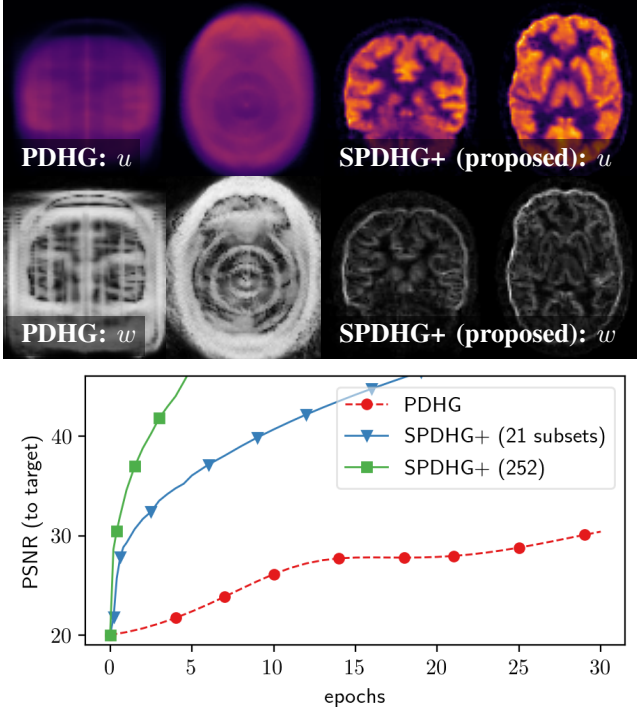 PDHG: u
SPDHG+ (proposed): u
PDHG: w
SPDHG+ (proposed): w
PSNR (to target)
40
30
20
PDHG
SPDHG+ (21 subsets)
SPDHG+ (252)
0 5 10 15 20 25 30
epochs